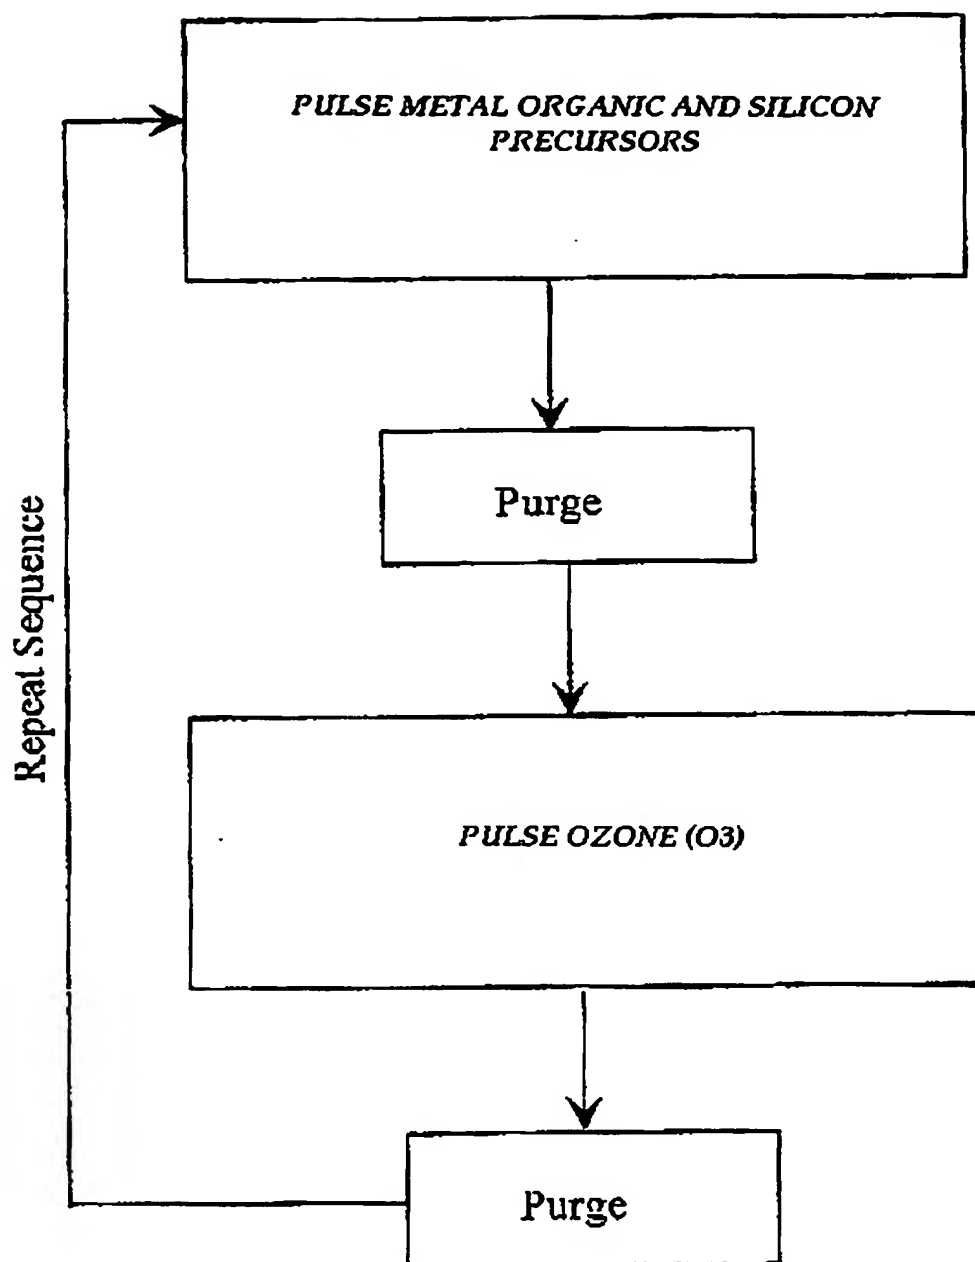 PULSE METAL ORGANIC AND SILICON
PRECURSORS
Purge
PULSE OZONE (O3)
Purge
Repeat Sequence